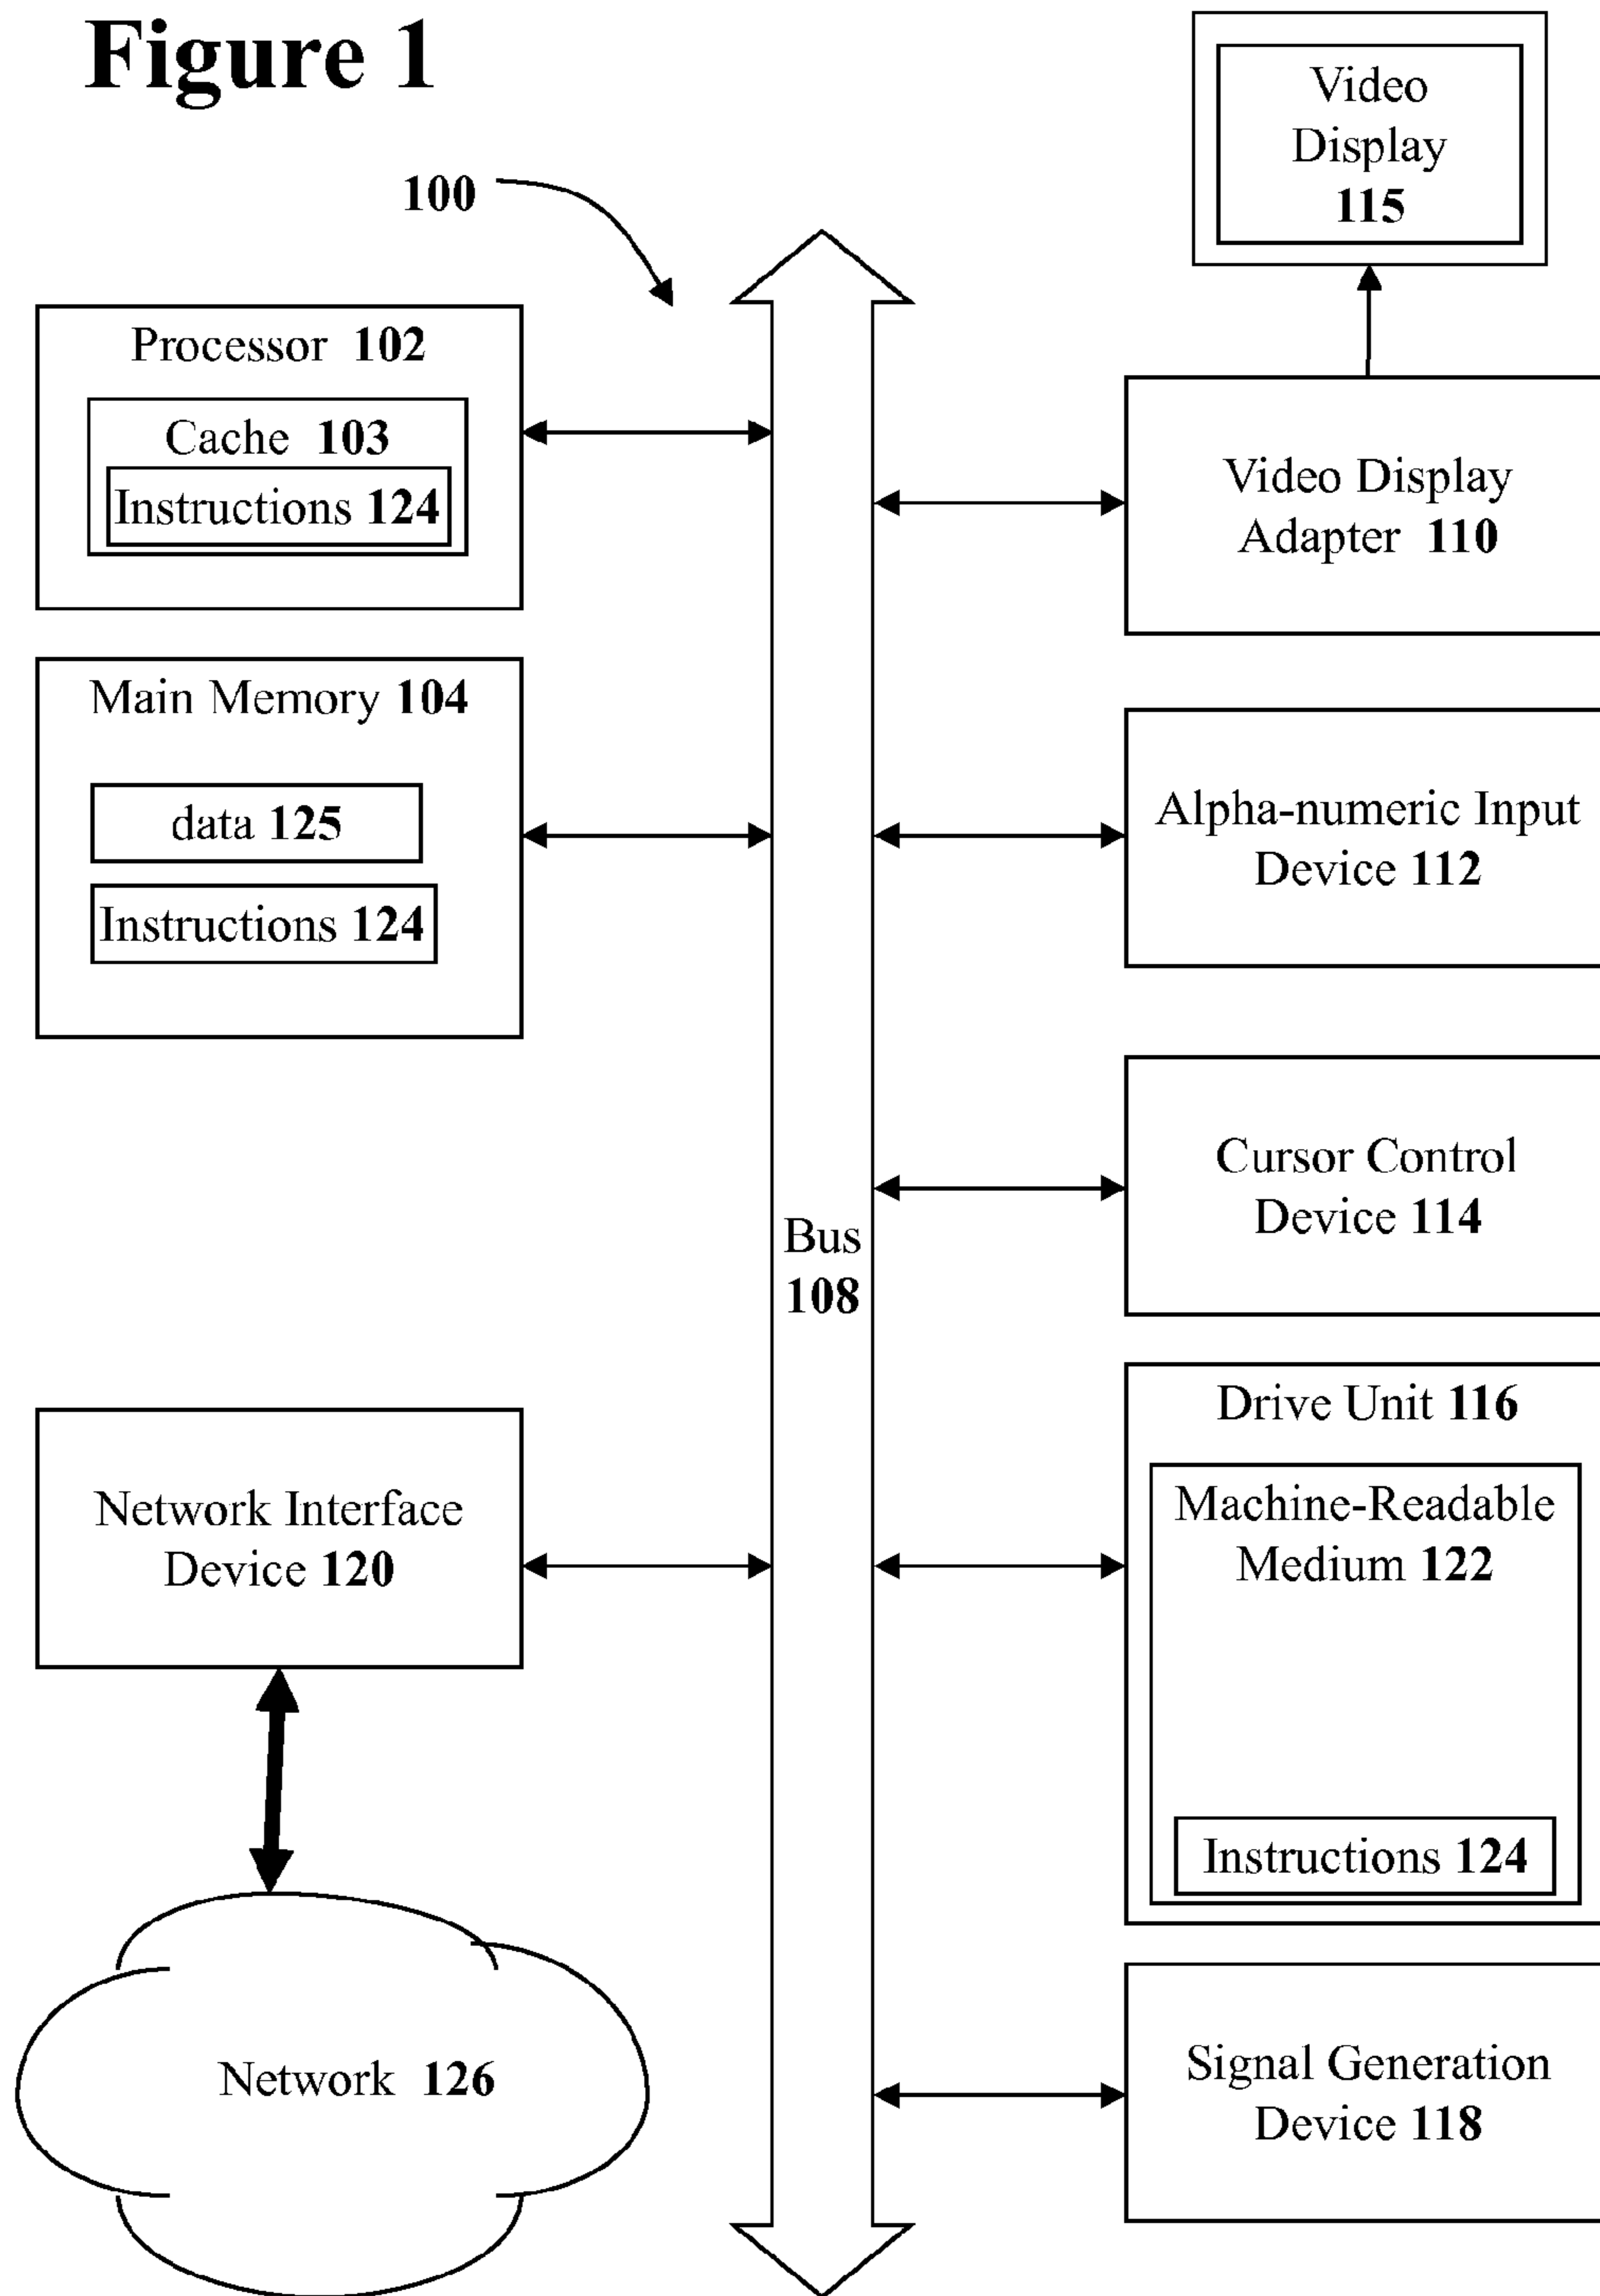 Figure 1
100
Video
Display
115
Processor 102
Cache 103
Instructions 124
Video Display
Adapter 110
Main Memory 104
data 125
Instructions 124
Alpha-numeric Input
Device 112
Cursor Control
Device 114
Bus
108
Network Interface
Device 120
Drive Unit 116
Machine-Readable
Medium 122
Instructions 124
Network 126
Signal Generation
Device 118